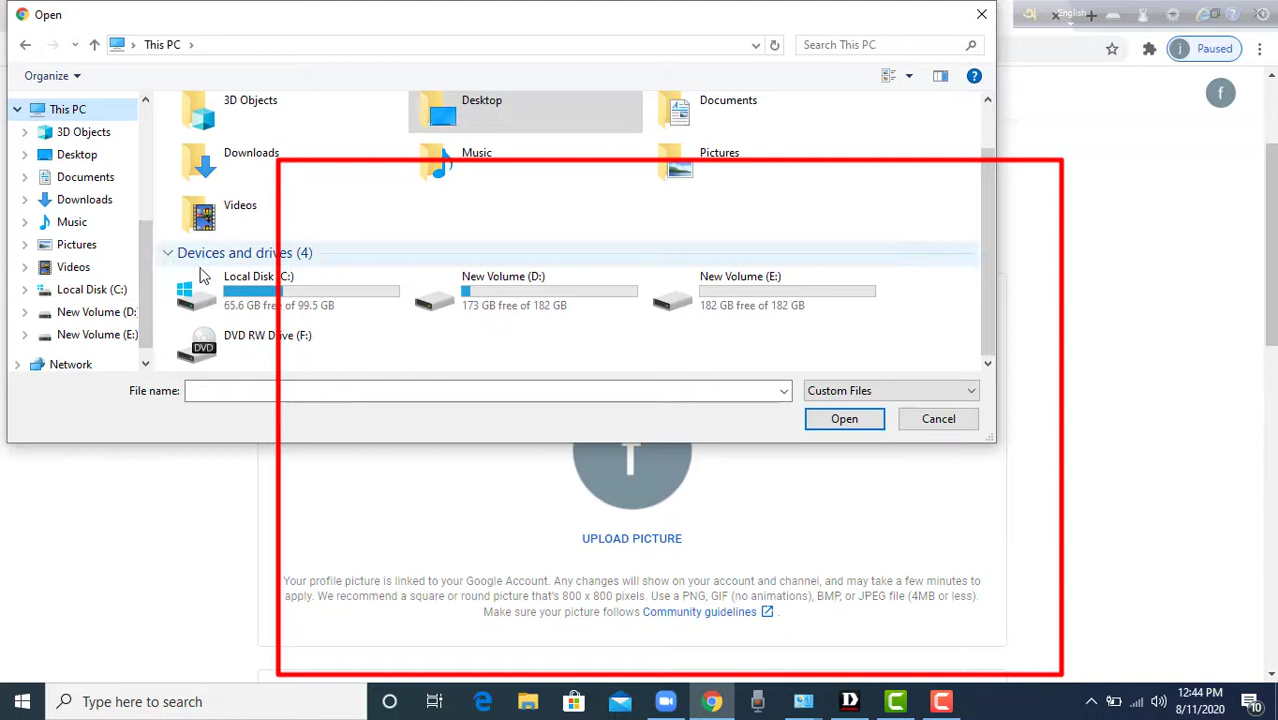 Open
English
This PC
Search This PC
j Paused
Organize
f
This PC
3D Objects
Desktop
Documents
Downloads
Music
Pictures
Videos
Local Disk (C:)
New Volume (D:
New Volume (E:)
Network
3D Objects
Desktop
Documents
Downloads
Music
Pictures
Videos
Devices and drives (4)
Local Disk (C:)
65.6 GB free of 99.5 GB
New Volume (D:)
173 GB free of 182 GB
New Volume (E:)
182 GB free of 182 GB
DVD
DVD RW Drive (F:)
File name:
Custom Files
Open
Cancel
UPLOAD PICTURE
Your profile picture is linked to your Google Account. Any changes will show on your account and channel, and may take a few minutes to
apply. We recommend a square or round picture that's 800 x 800 pixels. Use a PNG, GIF (no animations), BMP, or JPEG file (4MB or less).
Make sure your picture follows Community guidelines .
Type here to search
12:44 PM
8/11/2020
10